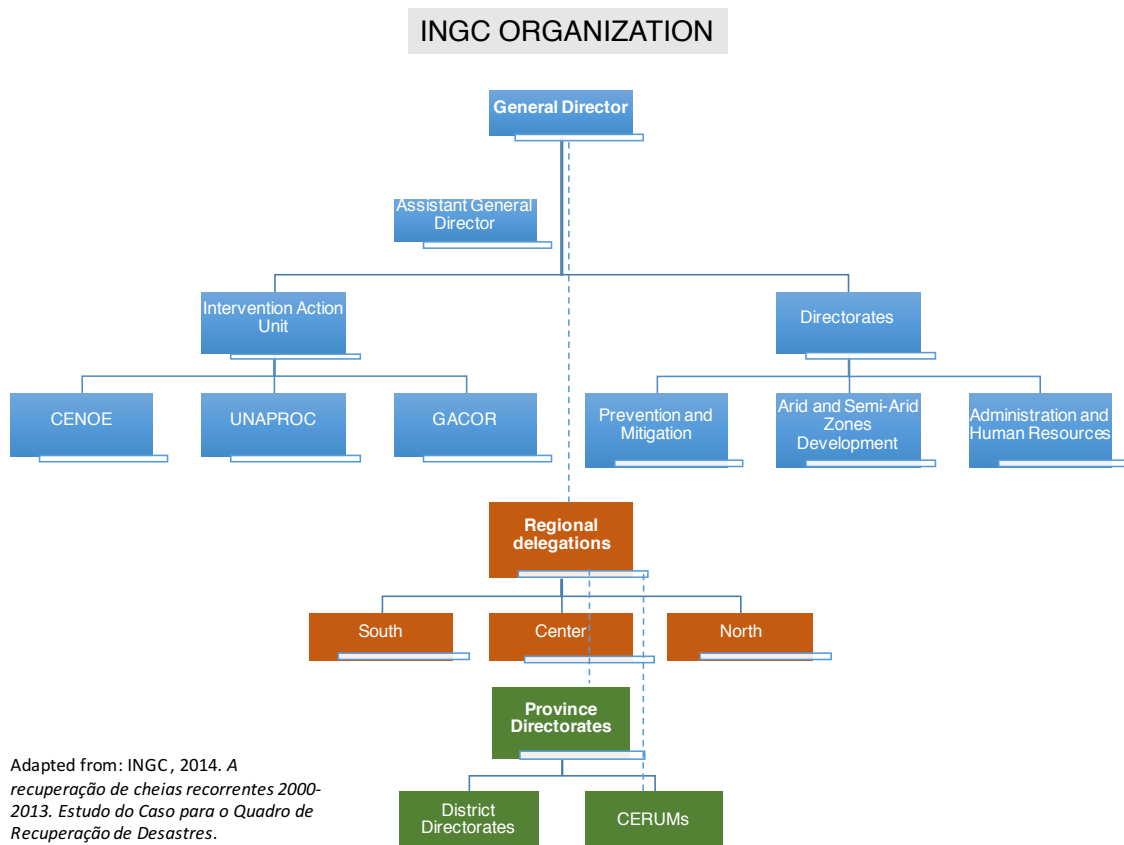 INGC ORGANIZATION
General Director
Assistant General
Director
Intervention Action
Unit
Directorates
CENOE
UNAPROC
GACOR
Prevention and
Mitigation
Arid and Semi-Arid
Zones
Development
Administration and
Human Resources
Regional
delegations
South
Center
North
Province
Directorates
District
Directorates
CERUMs
Adapted from: INGC, 2014. A
recuperação de cheias recorrentes 2000-
2013. Estudo do Caso para o Quadro de
Recuperação de Desastres.